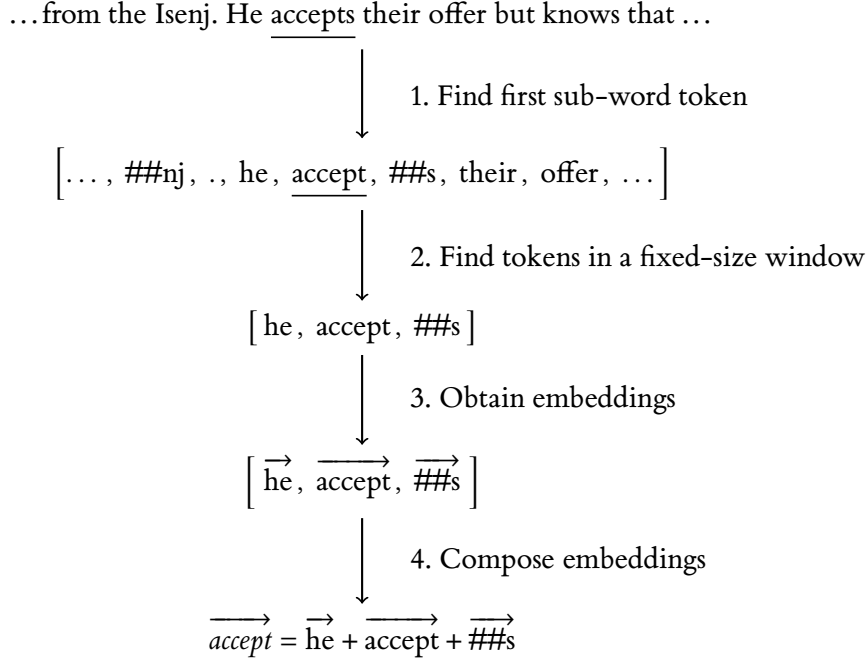 …from the Isenj. He accepts their offer but knows that …
1. Find first sub-word token
[…, ##nj, ., he, accept, ##s, their, offer, …]
2. Find tokens in a fixed-size window
[he, accept, ##s]
3. Obtain embeddings
[he, accept, ##s]
4. Compose embeddings
accept = he + accept + ##s